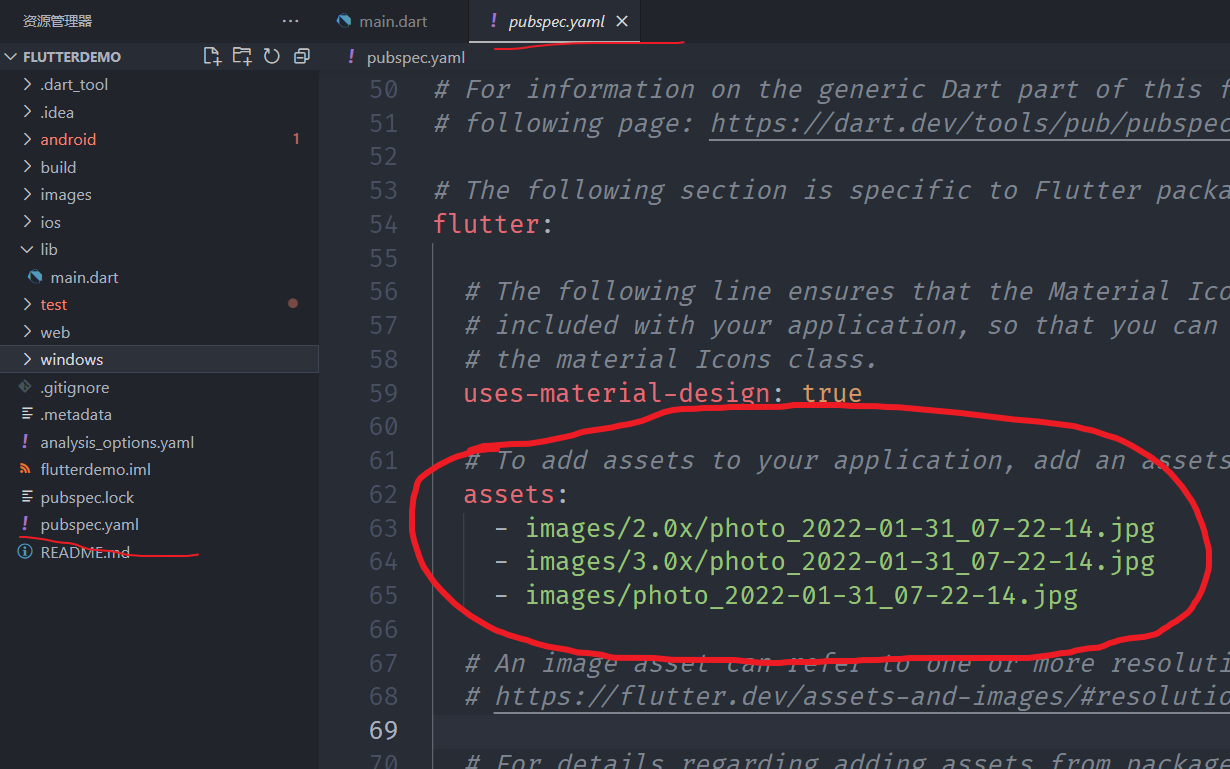 资源管理器
···
FLUTTERDEMO
.dart_tool
.idea
android
1
build
images
ios
lib
main.dart
test
web
windows
.gitignore
.metadata
analysis_options.yaml
flutterdemo.iml
pubspec.lock
! pubspec.yaml
README.md
main.dart
! pubspec.yaml
! pubspec.yaml
50 # For information on the generic Dart part of this f
51 # following page: https://dart.dev/tools/pub/pubspec
52
53 # The following section is specific to Flutter packa
54 flutter:
55
56 # The following line ensures that the Material Ico
57 # included with your application, so that you can
58 # the material Icons class.
59 uses-material-design: true
60
61 # To add assets to your application, add an assets
62 assets:
63 - images/2.0x/photo_2022-01-31_07-22-14.jpg
64 - images/3.0x/photo_2022-01-31_07-22-14.jpg
65 - images/photo_2022-01-31_07-22-14.jpg
66
67 # An image asset can refer to one or more resoluti
68 # https://flutter.dev/assets-and-images/#resolutio
69
70 # For details regarding adding assets from package